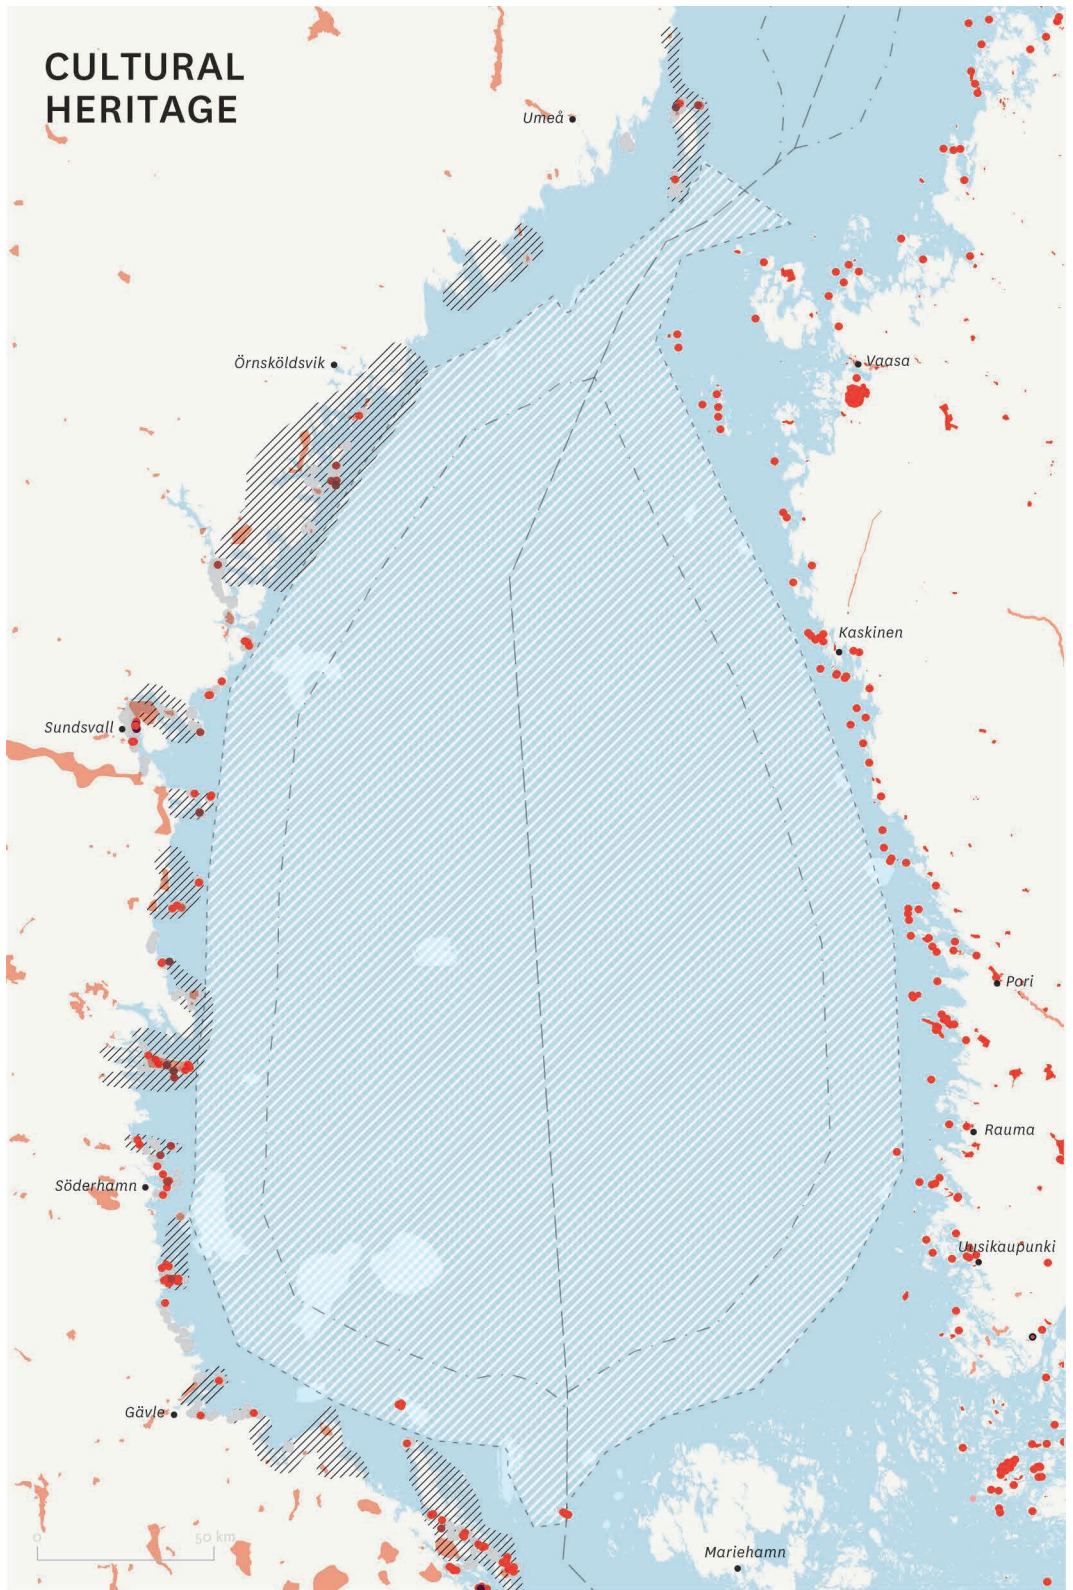 CULTURAL
HERITAGE
Umeå
Örnsköldsvik
Vaasa
Kaskinen
Sundsvall
Pori
Rauma
Söderhamn
Uusikaupunki
Gävle
0 50 km
Mariehamn